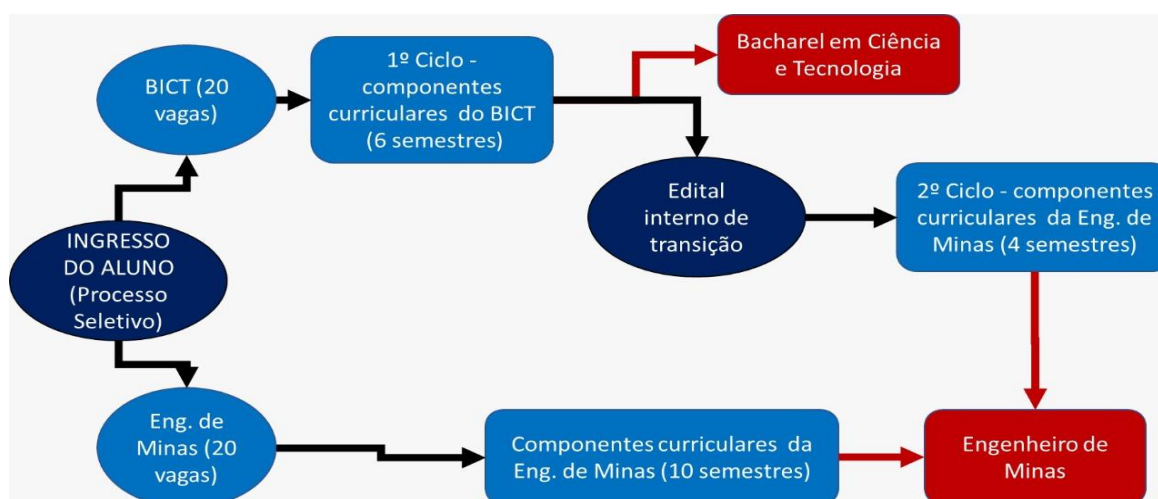 BICT (20
vagas)
1º Ciclo -
componentes
curriculares do BICT
(6 semestres)
Bacharel em Ciência
e Tecnologia
Edital
interno de
transição
2º Ciclo - componentes
curriculares da Eng. de
Minas (4 semestres)
INGRESSO
DO ALUNO
(Processo
Seletivo)
Eng. de
Minas (20
vagas)
Componentes curriculares da
Eng. de Minas (10 semestres)
Engenheiro de
Minas